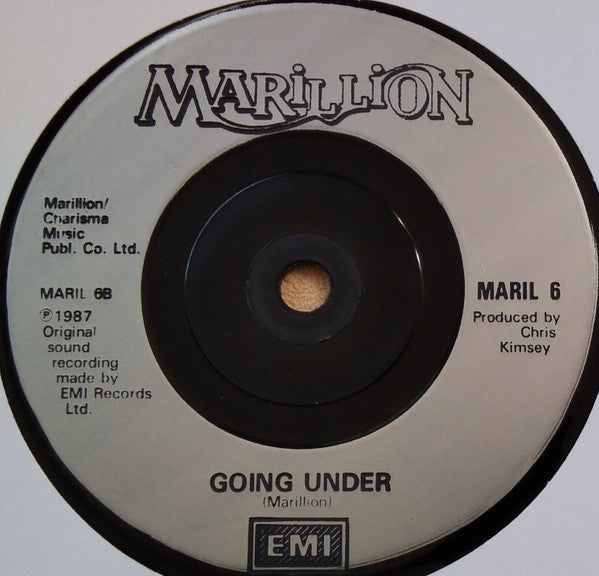 MARILLION
Marillion/
Charisma
Music
Publ. Co. Ltd.
MARIL 6B
℗1987
Original
sound
recording
made by
EMI Records
Ltd.
MARIL 6
Produced by
Chris
Kimsey
GOING UNDER
(Marillion)
EMI